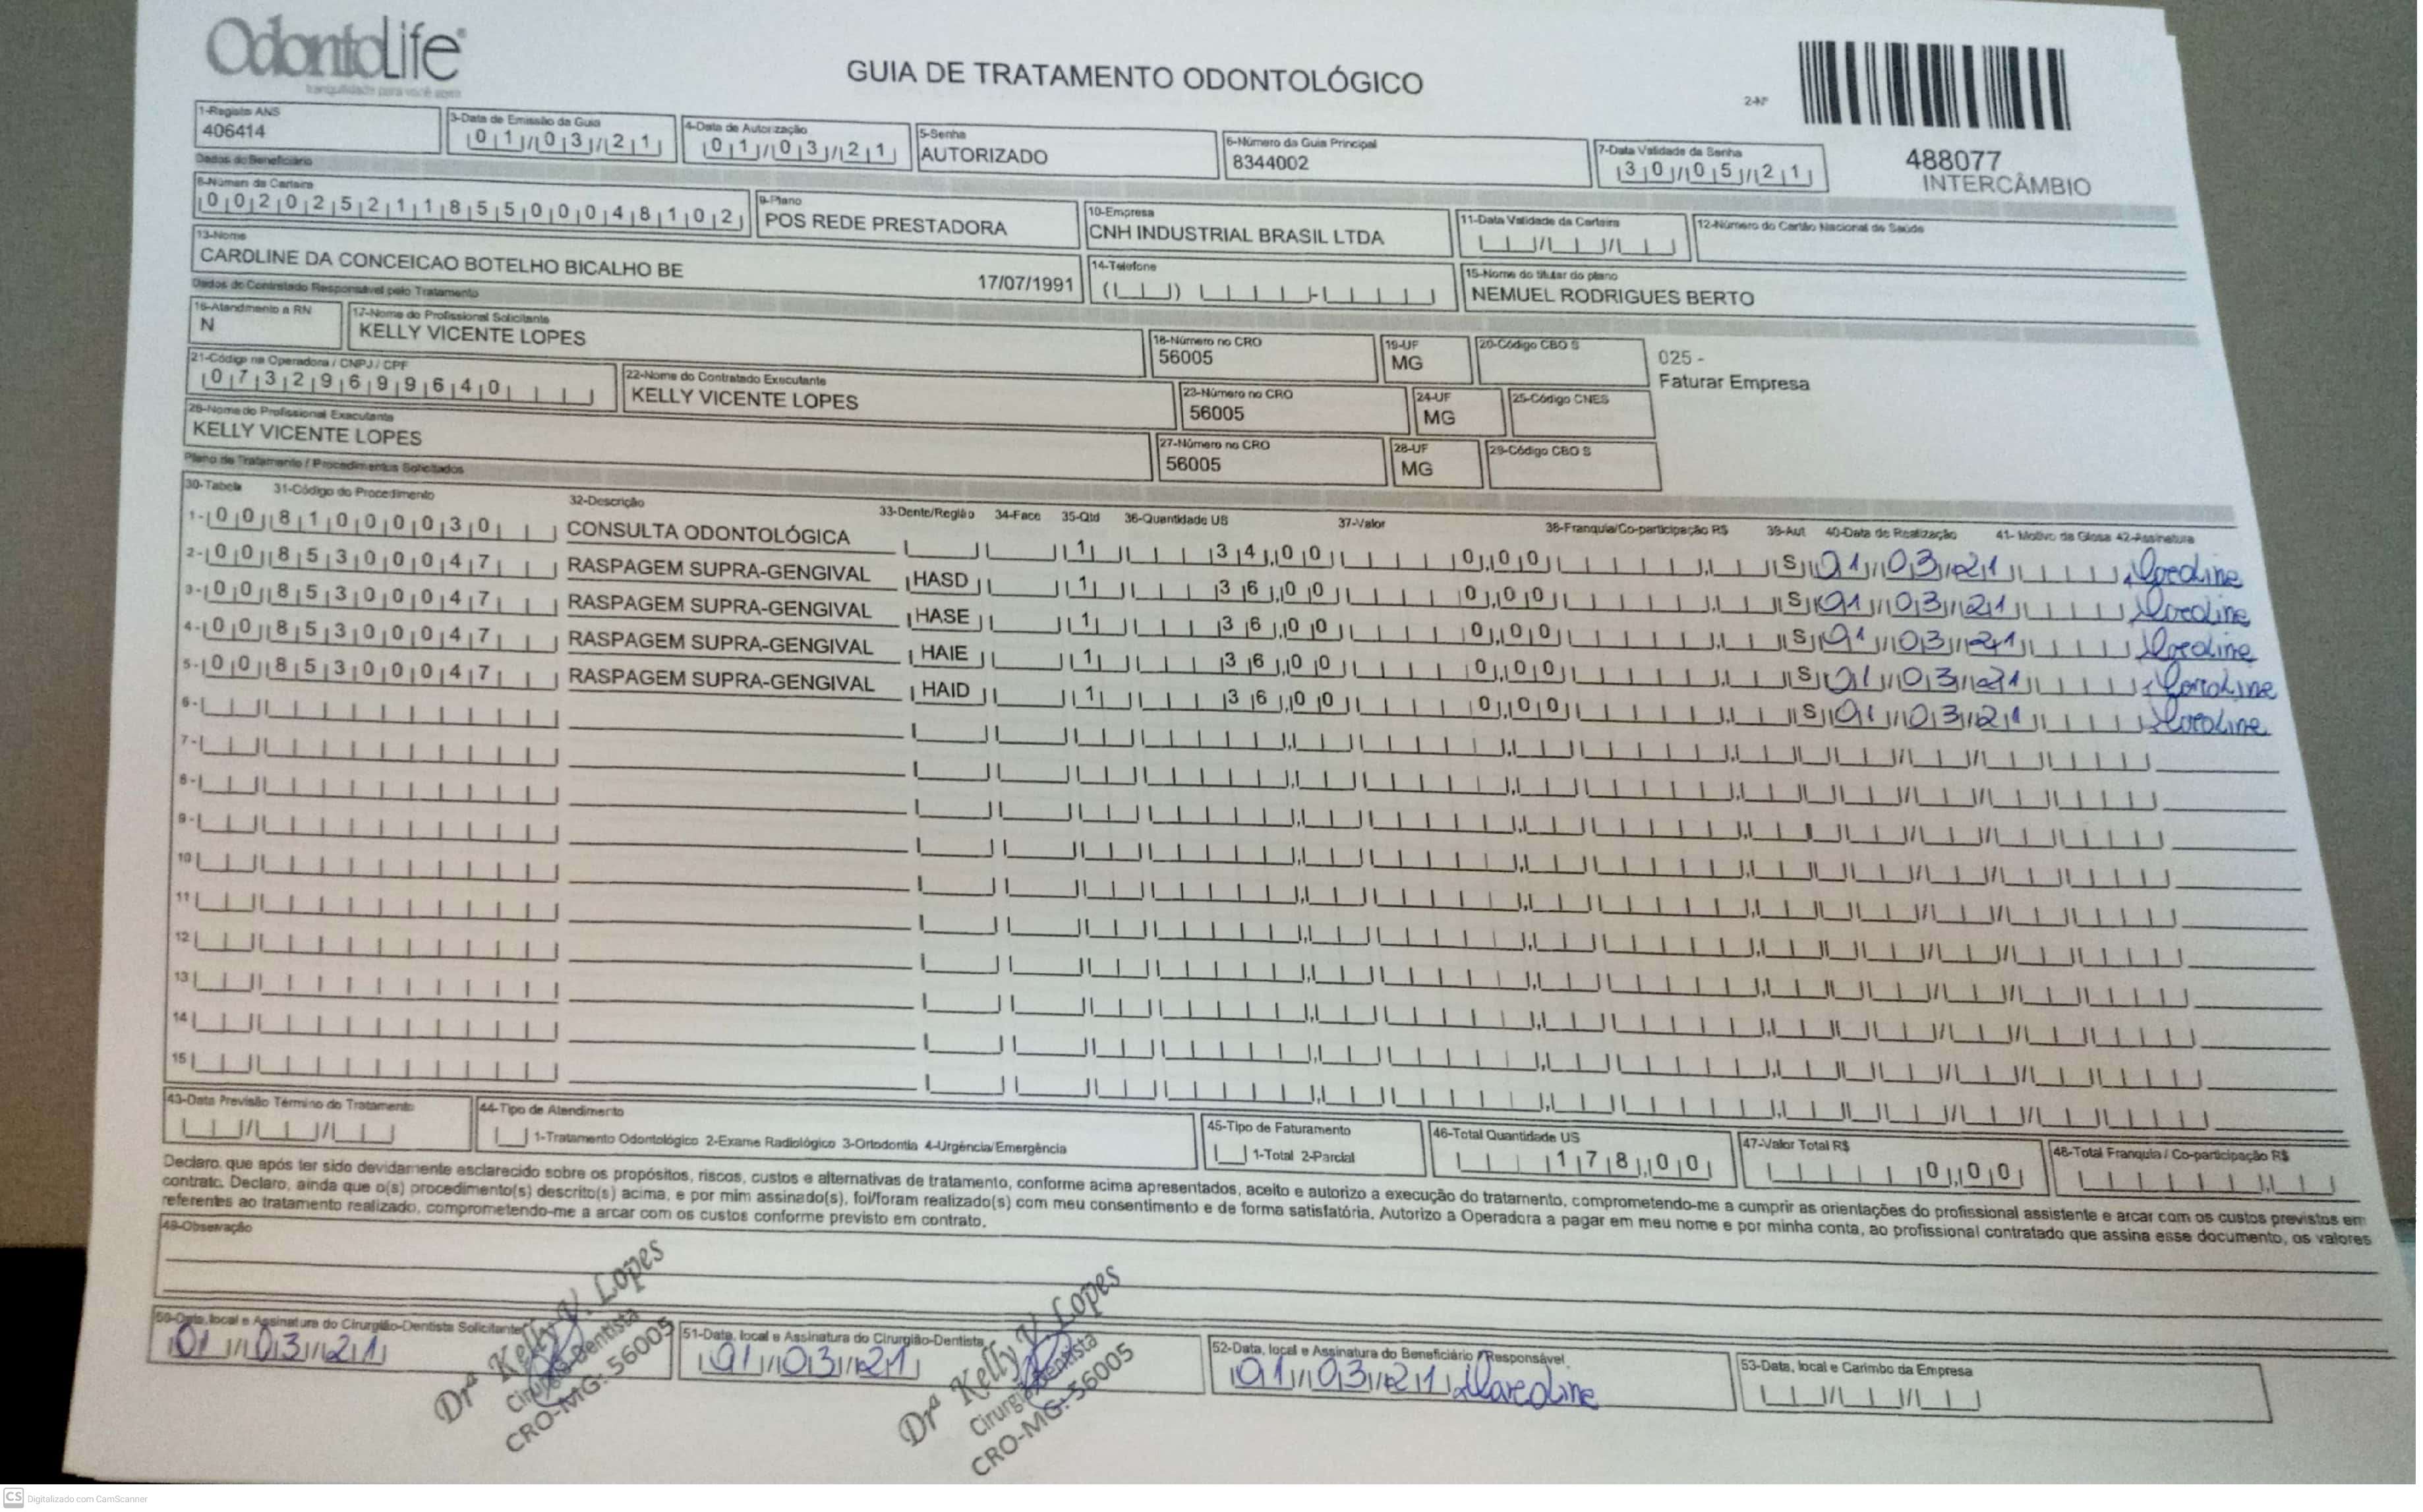 OdontoLife
tranquilidade para você sorrir
GUIA DE TRATAMENTO ODONTOLÓGICO
2-Nº
488077
INTERCÂMBIO
1-Registo ANS
406414
3-Data de Emissão da Guia
01/03/21
4-Data de Autorização
01/03/21
5-Senha
AUTORIZADO
6-Número da Guia Principal
8344002
7-Data Validade da Senha
30/05/21
Dados do Beneficiário
8-Número da Carteira
00202521185500048102
9-Plano
POS REDE PRESTADORA
10-Empresa
CNH INDUSTRIAL BRASIL LTDA
11-Data Validade da Carteira
12-Número do Cartão Nacional de Saúde
13-Nome
CAROLINE DA CONCEICAO BOTELHO BICALHO BE 17/07/1991
14-Telefone
15-Nome do titular do plano
NEMUEL RODRIGUES BERTO
Dados do Contratado Responsável pelo Tratamento
16-Atendimento a RN
N
17-Nome do Profissional Solicitante
KELLY VICENTE LOPES
18-Número no CRO
56005
19-UF
MG
20-Código CBO S
025 -
Faturar Empresa
21-Código na Operadora / CNPJ / CPF
07329699640
22-Nome do Contratado Executante
KELLY VICENTE LOPES
23-Número no CRO
56005
24-UF
MG
25-Código CNES
26-Nome do Profissional Executante
KELLY VICENTE LOPES
27-Número no CRO
56005
28-UF
MG
29-Código CBO S
Plano de Tratamento / Procedimentos Solicitados
30-Tabela 31-Código do Procedimento 32-Descrição 33-Dente/Região 34-Face 35-Qtd 36-Quantidade US 37-Valor 38-Franquia/Co-participação R$ 39-Aut 40-Data de Realização 41- Motivo da Glosa 42-Assinatura
1- 00 81000030 CONSULTA ODONTOLÓGICA 1 34,00 0,00 S 01/03/21 Caroline
2- 00 85300047 RASPAGEM SUPRA-GENGIVAL HASD 1 36,00 0,00 S 01/03/21 Caroline
3- 00 85300047 RASPAGEM SUPRA-GENGIVAL HASE 1 36,00 0,00 S 01/03/21 Caroline
4- 00 85300047 RASPAGEM SUPRA-GENGIVAL HAIE 1 36,00 0,00 S 01/03/21 Caroline
5- 00 85300047 RASPAGEM SUPRA-GENGIVAL HAID 1 36,00 0,00 S 01/03/21 Caroline
6-
7-
8-
9-
10
11
12
13
14
15
43-Data Previsão Término do Tratamento
44-Tipo de Atendimento
1-Tratamento Odontológico 2-Exame Radiológico 3-Ortodontia 4-Urgência/Emergência
45-Tipo de Faturamento
1-Total 2-Parcial
46-Total Quantidade US
178,00
47-Valor Total R$
0,00
48-Total Franquia / Co-participação R$
Declaro, que após ter sido devidamente esclarecido sobre os propósitos, riscos, custos e alternativas de tratamento, conforme acima apresentados, aceito e autorizo a execução do tratamento, comprometendo-me a cumprir as orientações do profissional assistente e arcar com os custos previstos em
contrato. Declaro, ainda que o(s) procedimento(s) descrito(s) acima, e por mim assinado(s), foi/foram realizado(s) com meu consentimento e de forma satisfatória. Autorizo a Operadora a pagar em meu nome e por minha conta, ao profissional contratado que assina esse documento, os valores
referentes ao tratamento realizado, comprometendo-me a arcar com os custos conforme previsto em contrato.
49-Observação
50-Data, local e Assinatura do Cirurgião-Dentista Solicitante
01/03/21
Drª Kelly V. Lopes
Cirurgiã-Dentista
CRO-MG: 56005
51-Data, local e Assinatura do Cirurgião-Dentista
01/03/21
Drª Kelly V. Lopes
Cirurgiã-Dentista
CRO-MG: 56005
52-Data, local e Assinatura do Beneficiário / Responsável
01/03/21 Caroline
53-Data, local e Carimbo da Empresa
CS Digitalizado com CamScanner